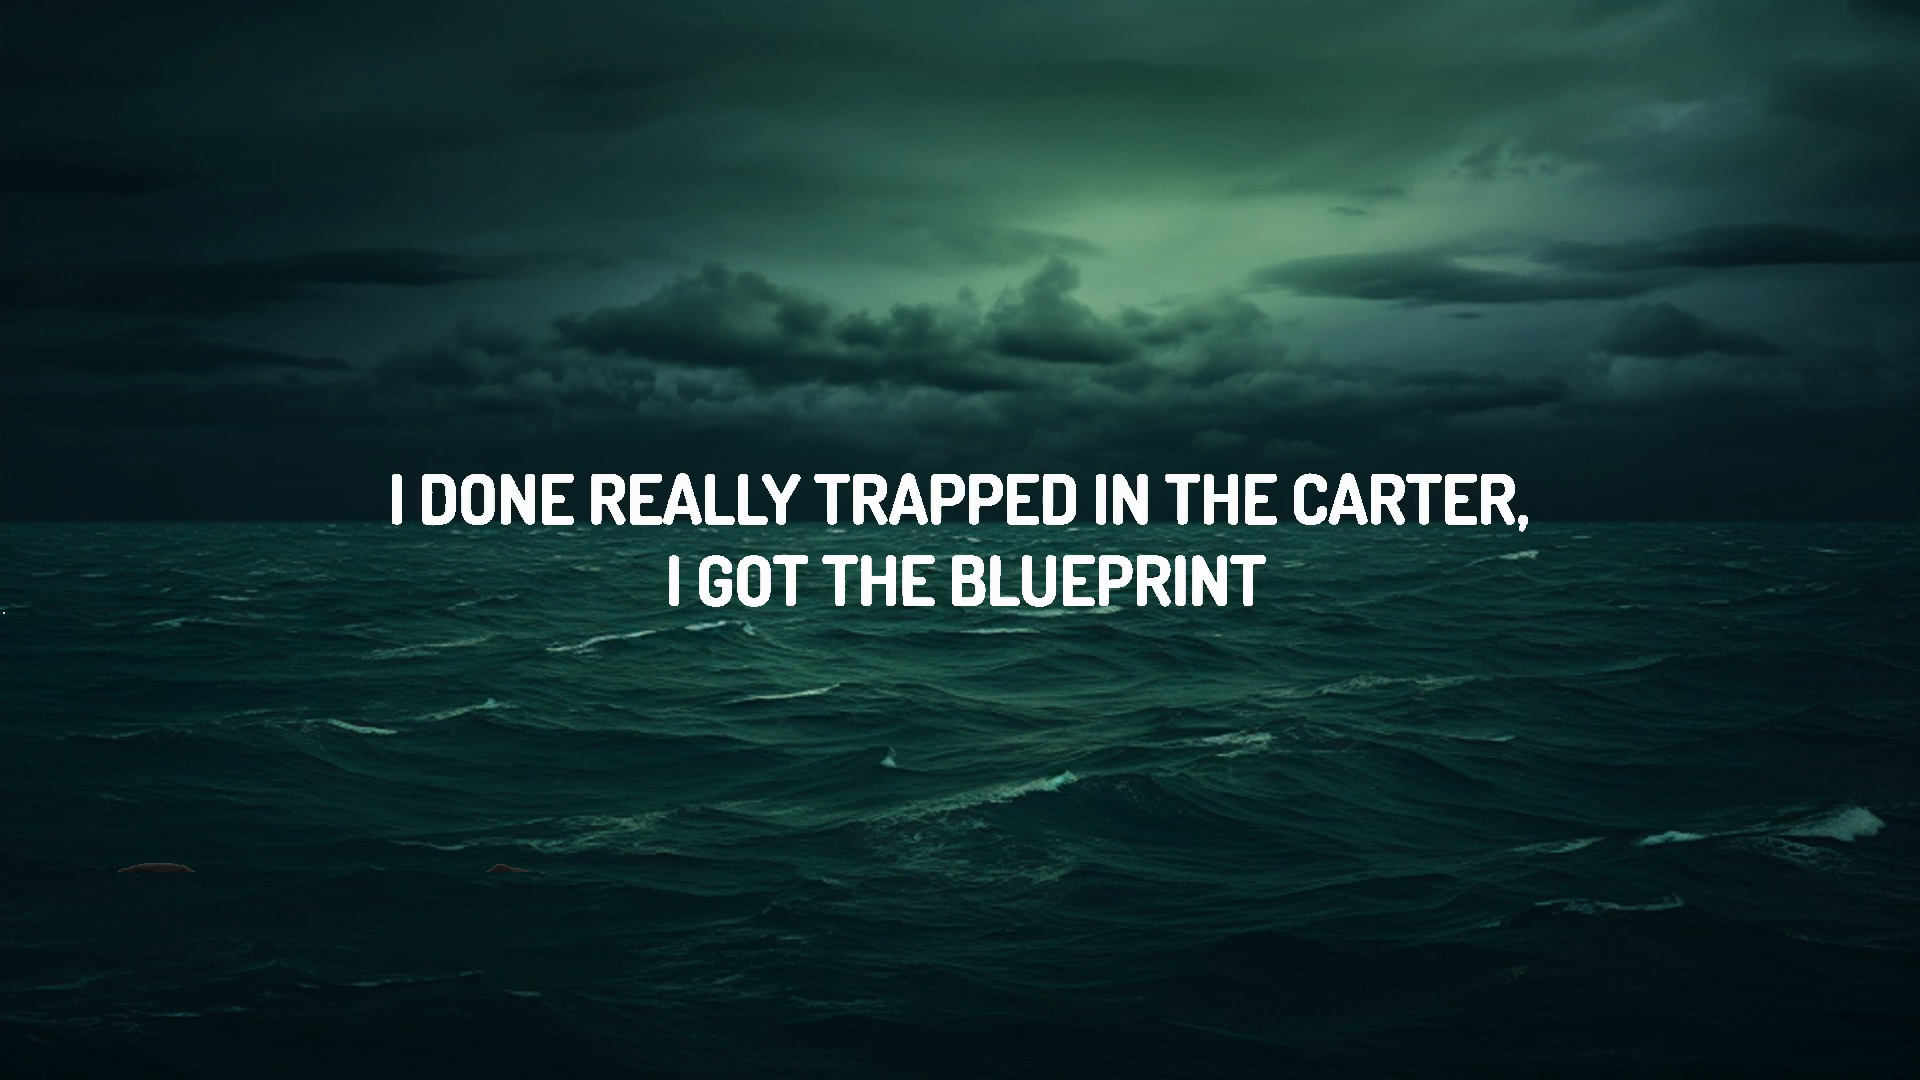 I DONE REALLY TRAPPED IN THE CARTER,
I GOT THE BLUEPRINT